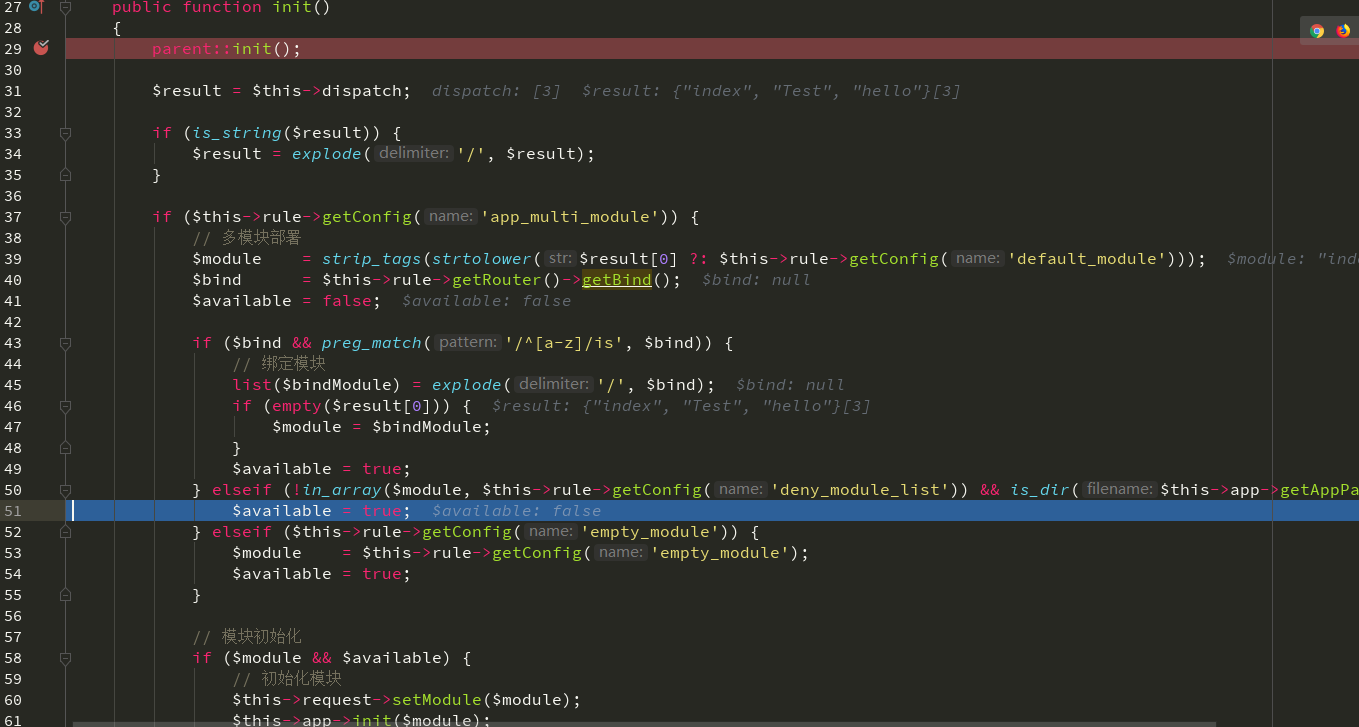 27 public function init()
28 {
29 parent::init();
30
31 $result = $this->dispatch; dispatch: [3] $result: {"index", "Test", "hello"}[3]
32
33 if (is_string($result)) {
34 $result = explode( delimiter: '/', $result);
35 }
36
37 if ($this->rule->getConfig( name: 'app_multi_module')) {
38 // 多模块部署
39 $module = strip_tags(strtolower( str: $result[0] ?: $this->rule->getConfig( name: 'default_module'))); $module: "inde
40 $bind = $this->rule->getRouter()->getBind(); $bind: null
41 $available = false; $available: false
42
43 if ($bind && preg_match( pattern: '/^[a-z]/is', $bind)) {
44 // 绑定模块
45 list($bindModule) = explode( delimiter: '/', $bind); $bind: null
46 if (empty($result[0])) { $result: {"index", "Test", "hello"}[3]
47 $module = $bindModule;
48 }
49 $available = true;
50 } elseif (!in_array($module, $this->rule->getConfig( name: 'deny_module_list')) && is_dir( filename: $this->app->getAppPa
51 $available = true; $available: false
52 } elseif ($this->rule->getConfig( name: 'empty_module')) {
53 $module = $this->rule->getConfig( name: 'empty_module');
54 $available = true;
55 }
56
57 // 模块初始化
58 if ($module && $available) {
59 // 初始化模块
60 $this->request->setModule($module);
61 $this->app->init($module);